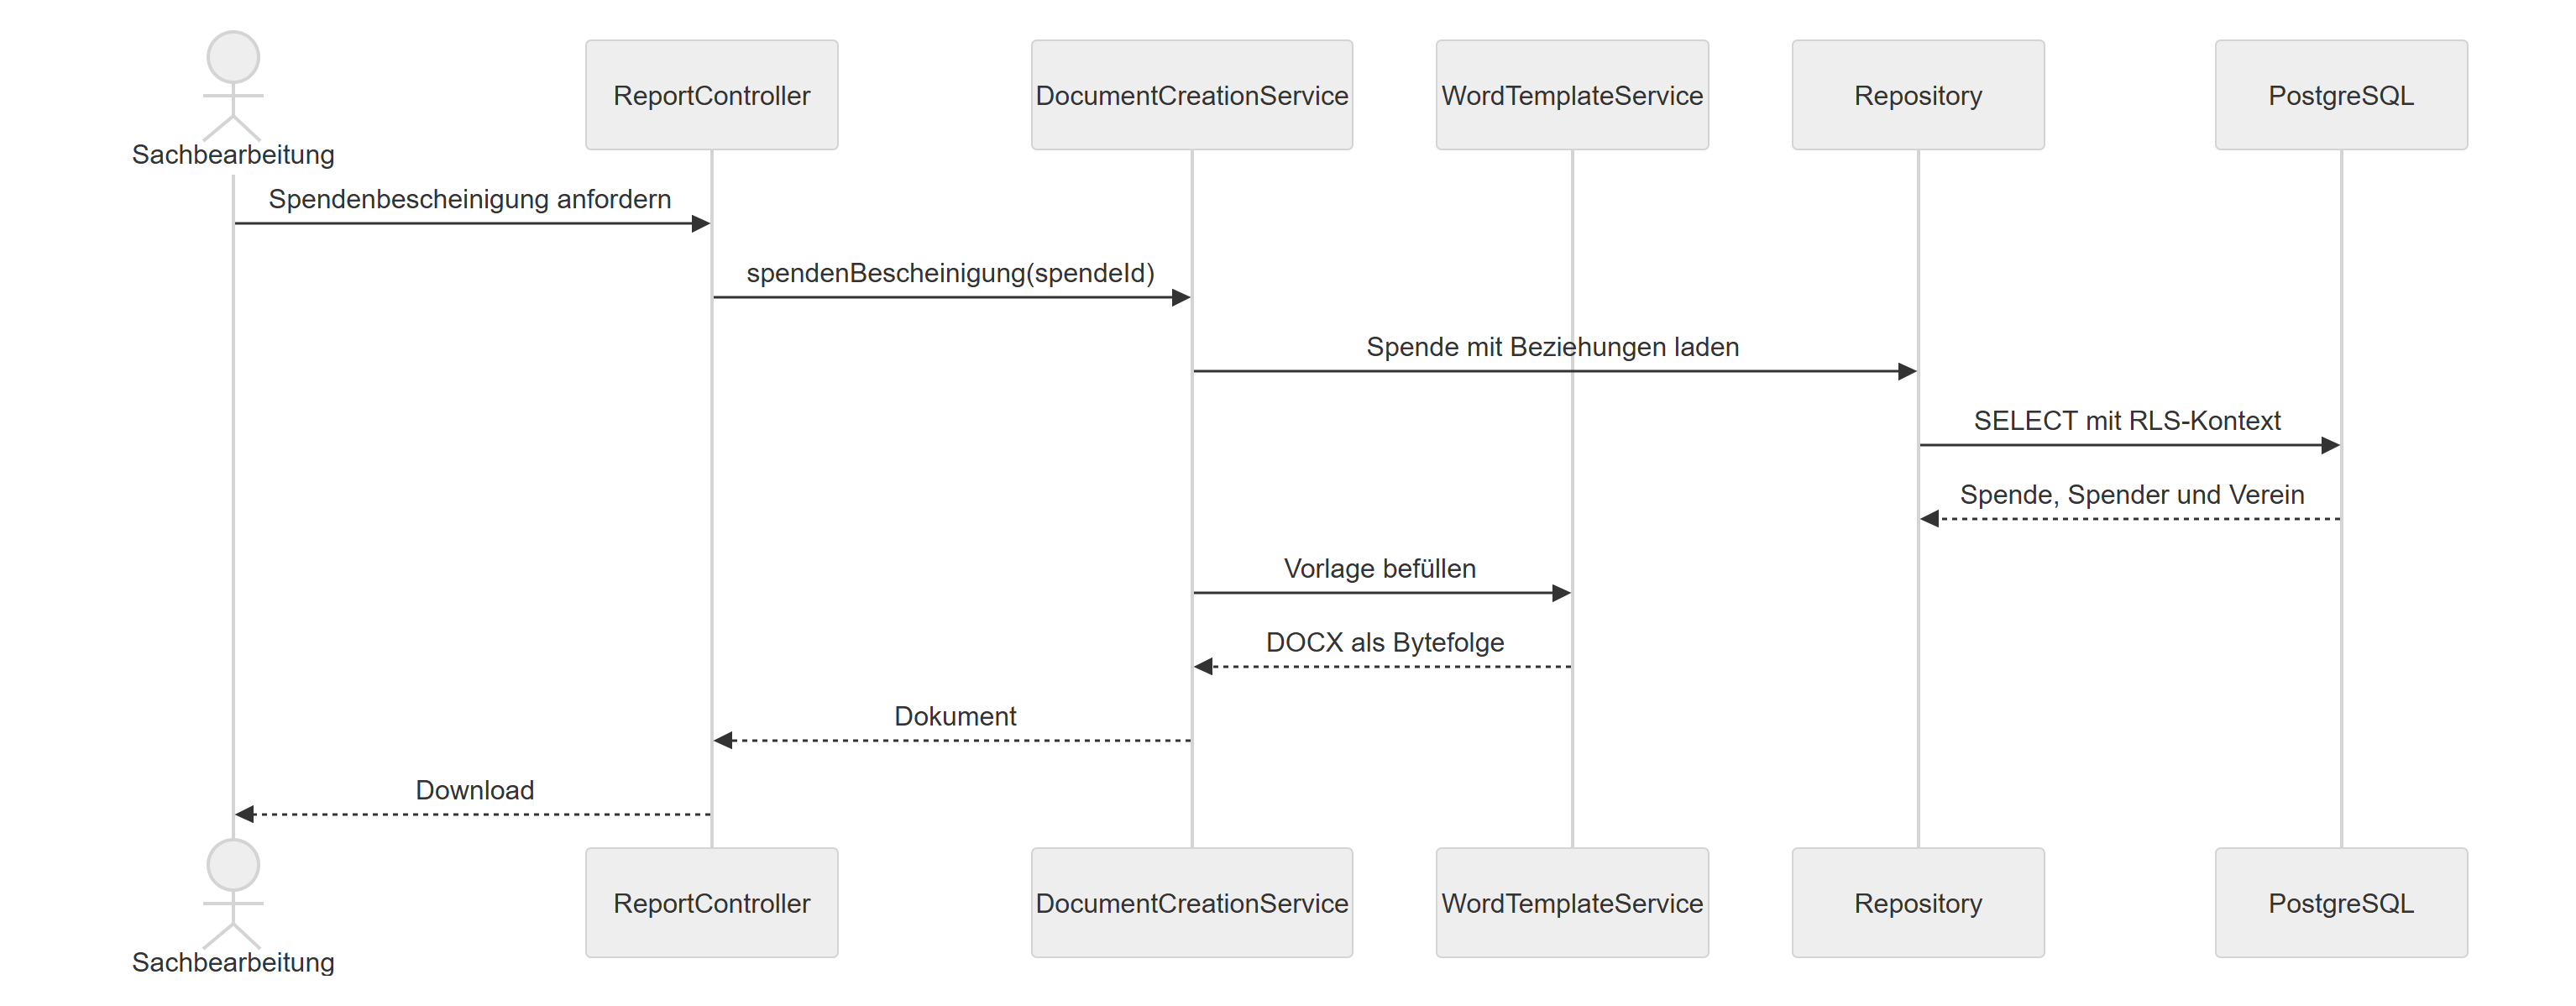 ReportController
DocumentCreationService
WordTemplateService
Repository
PostgreSQL
Sachbearbeitung
Spendenbescheinigung anfordern
spendenBescheinigung(spendeId)
Spende mit Beziehungen laden
SELECT mit RLS-Kontext
Spende, Spender und Verein
Vorlage befüllen
DOCX als Bytefolge
Dokument
Download
ReportController
DocumentCreationService
WordTemplateService
Repository
PostgreSQL
Sachbearbeitung